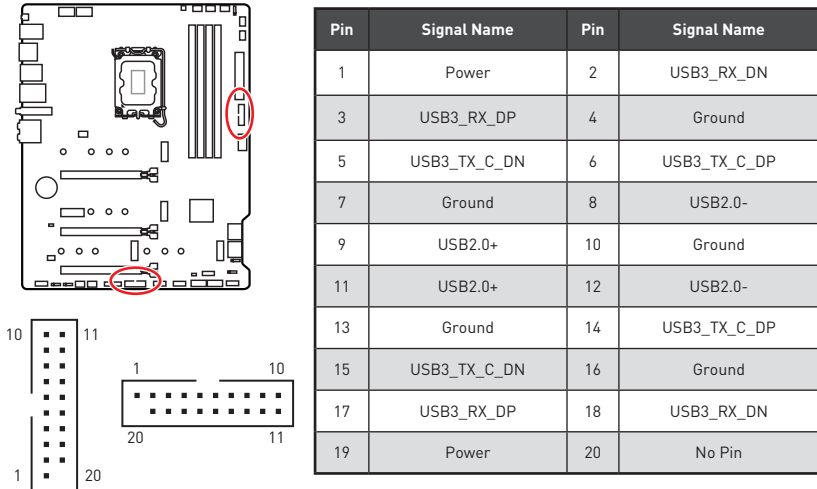 Pin Signal Name Pin Signal Name
1 Power 2 USB3_RX_DN
3 USB3_RX_DP 4 Ground
5 USB3_TX_C_DN 6 USB3_TX_C_DP
7 Ground 8 USB2.0-
9 USB2.0+ 10 Ground
11 USB2.0+ 12 USB2.0-
13 Ground 14 USB3_TX_C_DP
15 USB3_TX_C_DN 16 Ground
17 USB3_RX_DP 18 USB3_RX_DN
19 Power 20 No Pin
10 11
1 20
1 10
20 11